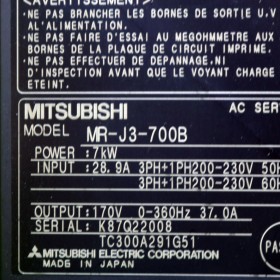 <AVERTISSEMENT>
·NE PAS BRANCHER LES BORNES DE SORTIE U.V
AL'ALIMENTATION.
·NE PAS FAIRE D'ESSAI AU MEGOHMMETRE AUX
BORNES DE LA PLAQUE DE CIRCUIT IMPRIME.
·NE PAS EFFECTUER DE DEPANNAGE.NI
D'INSPECTION AVANT QUE LE VOYANT CHARGE
ETEINT.
MITSUBISHI AC SER
MODEL MR-J3-700B
POWER :7kW
INPUT :28.9A 3PH+1PH200-230V 50H
3PH+1PH200-230V 60H
OUTPUT:170V 0-360Hz 37.0A
SERIAL: K87Q22008
TC300A291G51
MITSUBISHI ELECTRIC CORPORATION
MADE IN JAPAN
PA